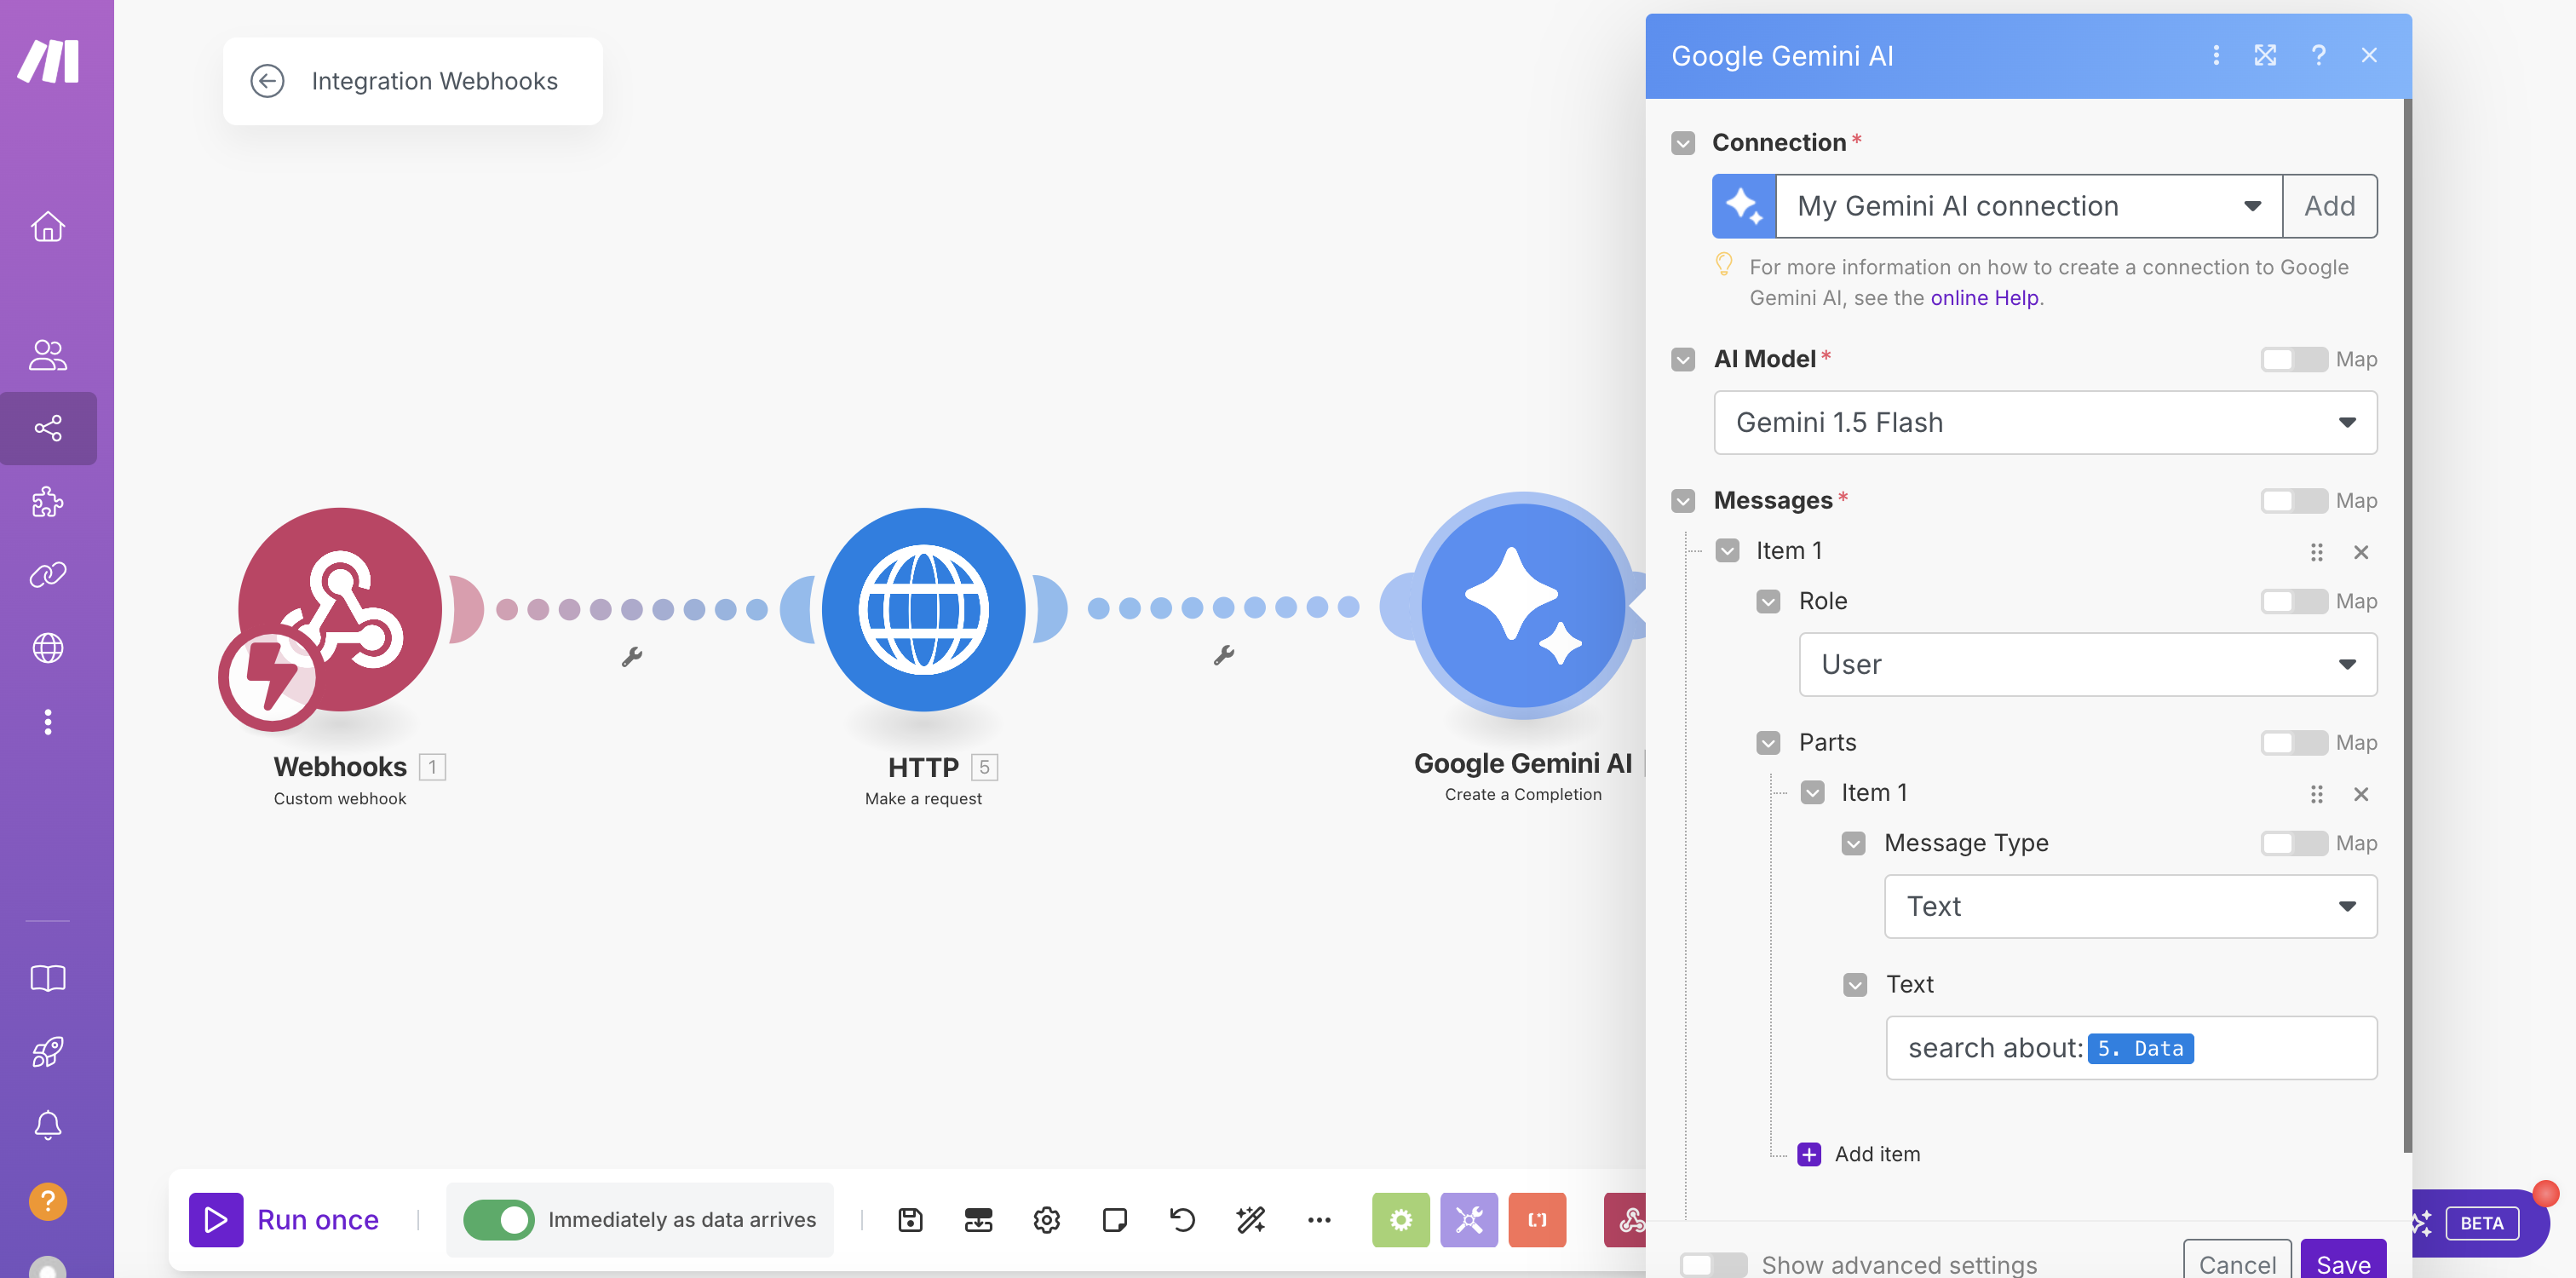 Integration Webhooks
Webhooks 1
Custom webhook
HTTP 5
Make a request
Google Gemini AI
Create a Completion
Run once
Immediately as data arrives
Google Gemini AI
Connection *
My Gemini AI connection
Add
For more information on how to create a connection to Google
Gemini AI, see the online Help.
AI Model *
Map
Gemini 1.5 Flash
Messages *
Map
Item 1
Role
Map
User
Parts
Map
Item 1
Message Type
Map
Text
Text
search about: 5. Data
Add item
Show advanced settings
Cancel
Save
BETA